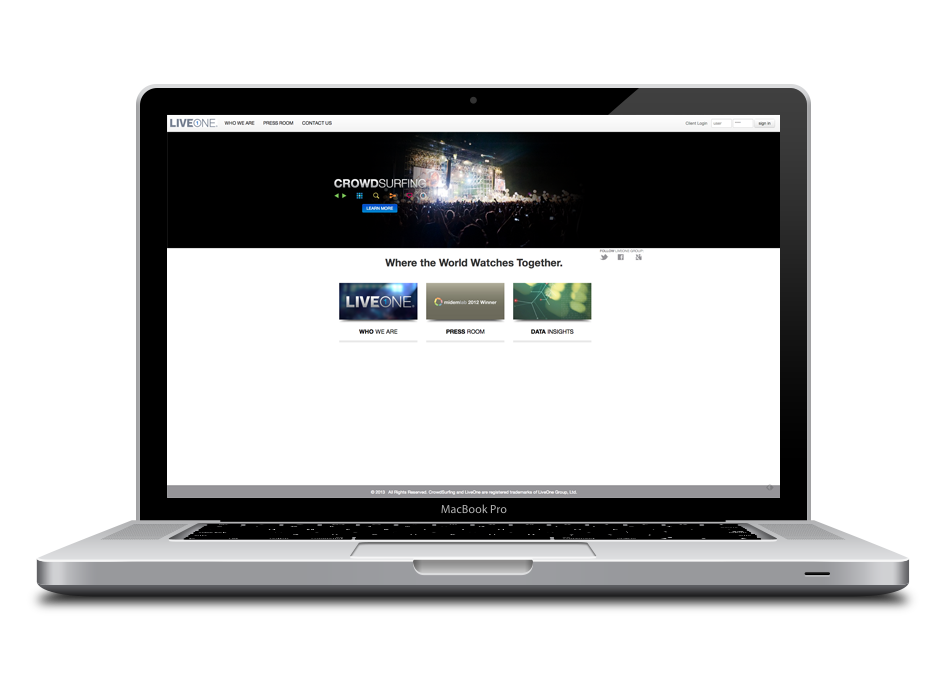 LIVEONE WHO WE ARE PRESS ROOM CONTACT US Client Login user sign in
CROWDSURFING
LEARN MORE
FOLLOW LIVEONE GROUP
Where the World Watches Together.
LIVEONE midemlab 2012 Winner
WHO WE ARE PRESS ROOM DATA INSIGHTS
© 2013 All Rights Reserved. CrowdSurfing and LiveOne are registered trademarks of LiveOne Group, Ltd.
MacBook Pro